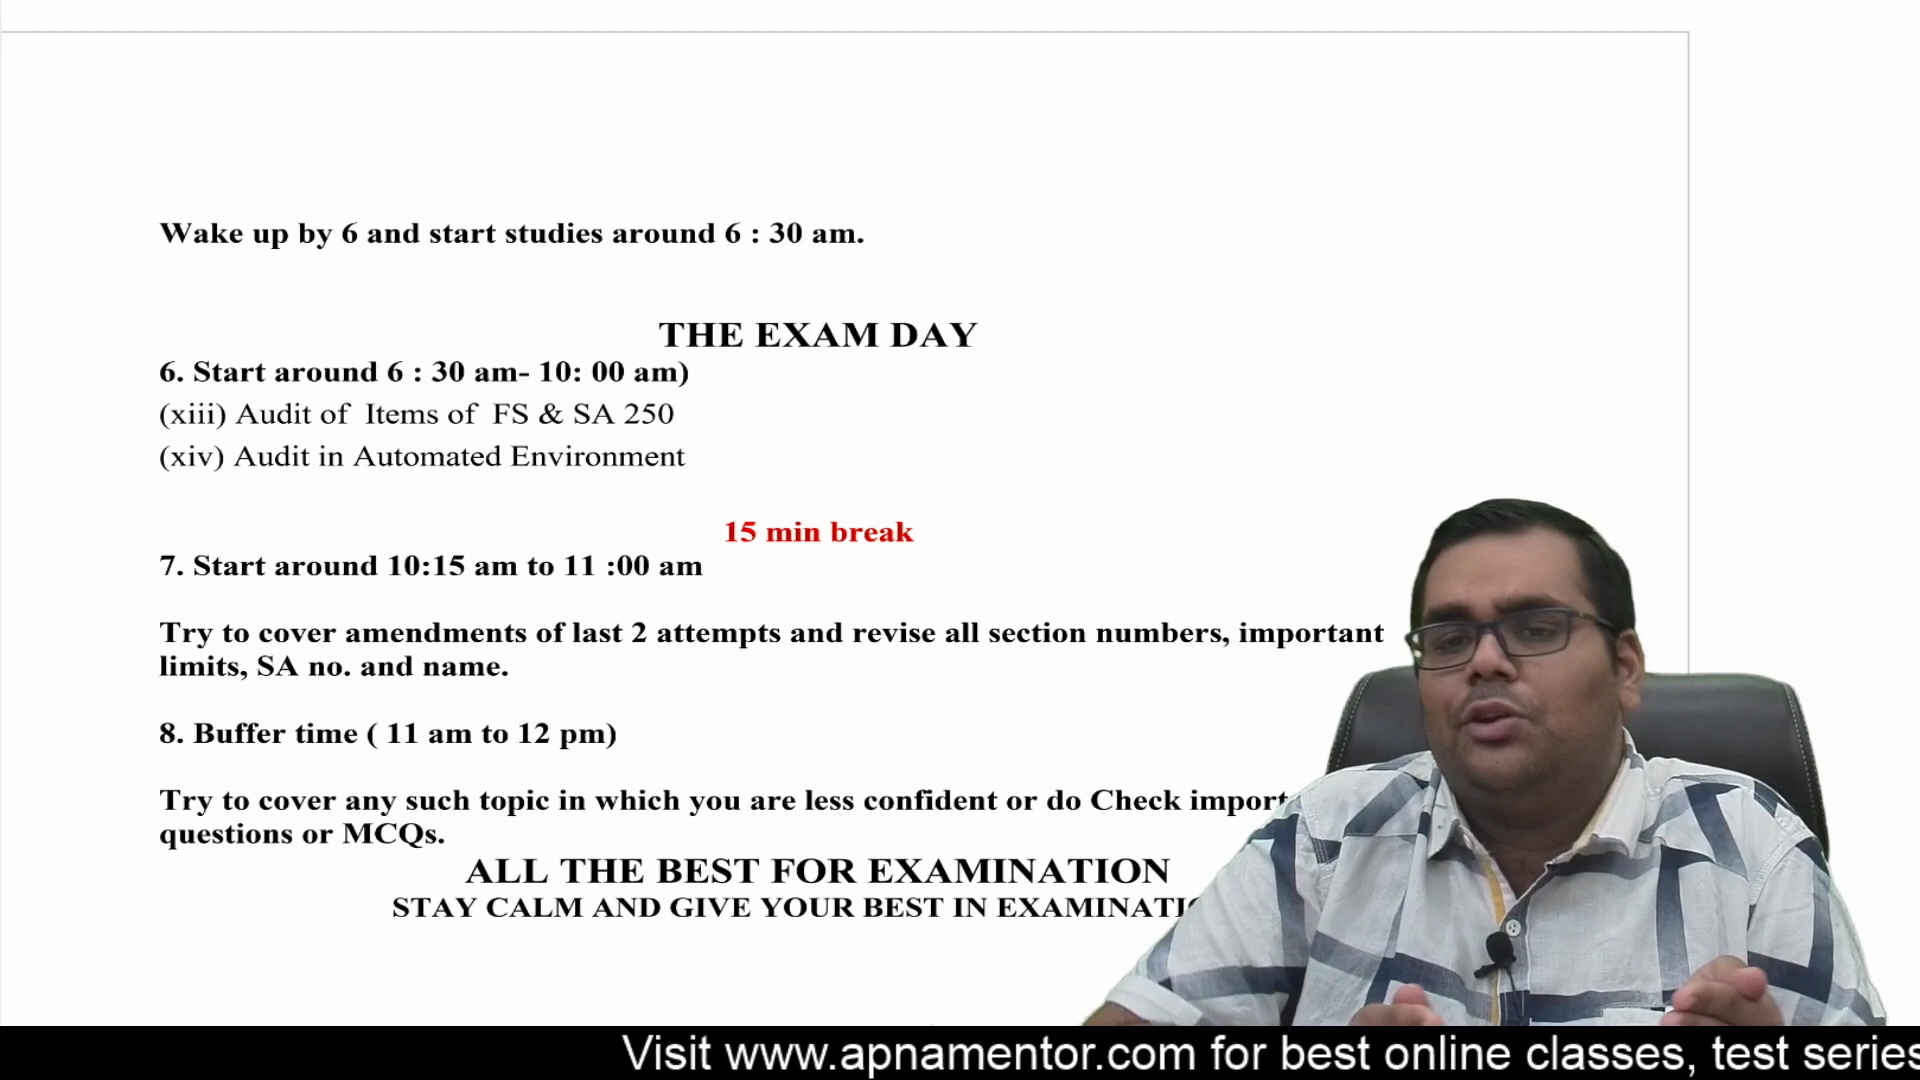 Wake up by 6 and start studies around 6 : 30 am.
THE EXAM DAY
6. Start around 6 : 30 am- 10: 00 am)
(xiii) Audit of Items of FS & SA 250
(xiv) Audit in Automated Environment
15 min break
7. Start around 10:15 am to 11 :00 am
Try to cover amendments of last 2 attempts and revise all section numbers, important
limits, SA no. and name.
8. Buffer time ( 11 am to 12 pm)
Try to cover any such topic in which you are less confident or do Check
questions or MCQs.
ALL THE BEST FOR EXAMINATION
STAY CALM AND GIVE YOUR BEST IN
Visit www.apnamentor.com for best online classes, test series